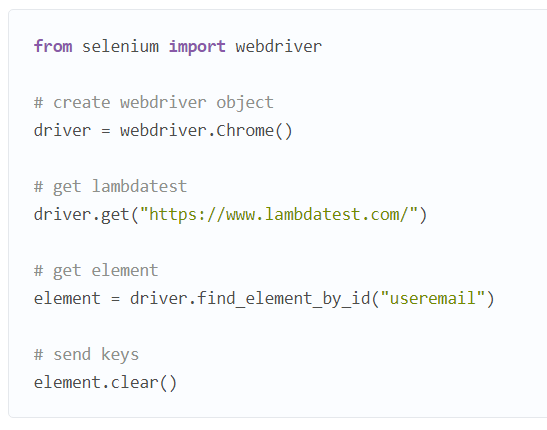 from selenium import webdriver
# create webdriver object
driver = webdriver.Chrome()
# get lambdatest
driver.get("https://www.lambdatest.com/")
# get element
element = driver.find_element_by_id("useremail")
# send keys
element.clear()